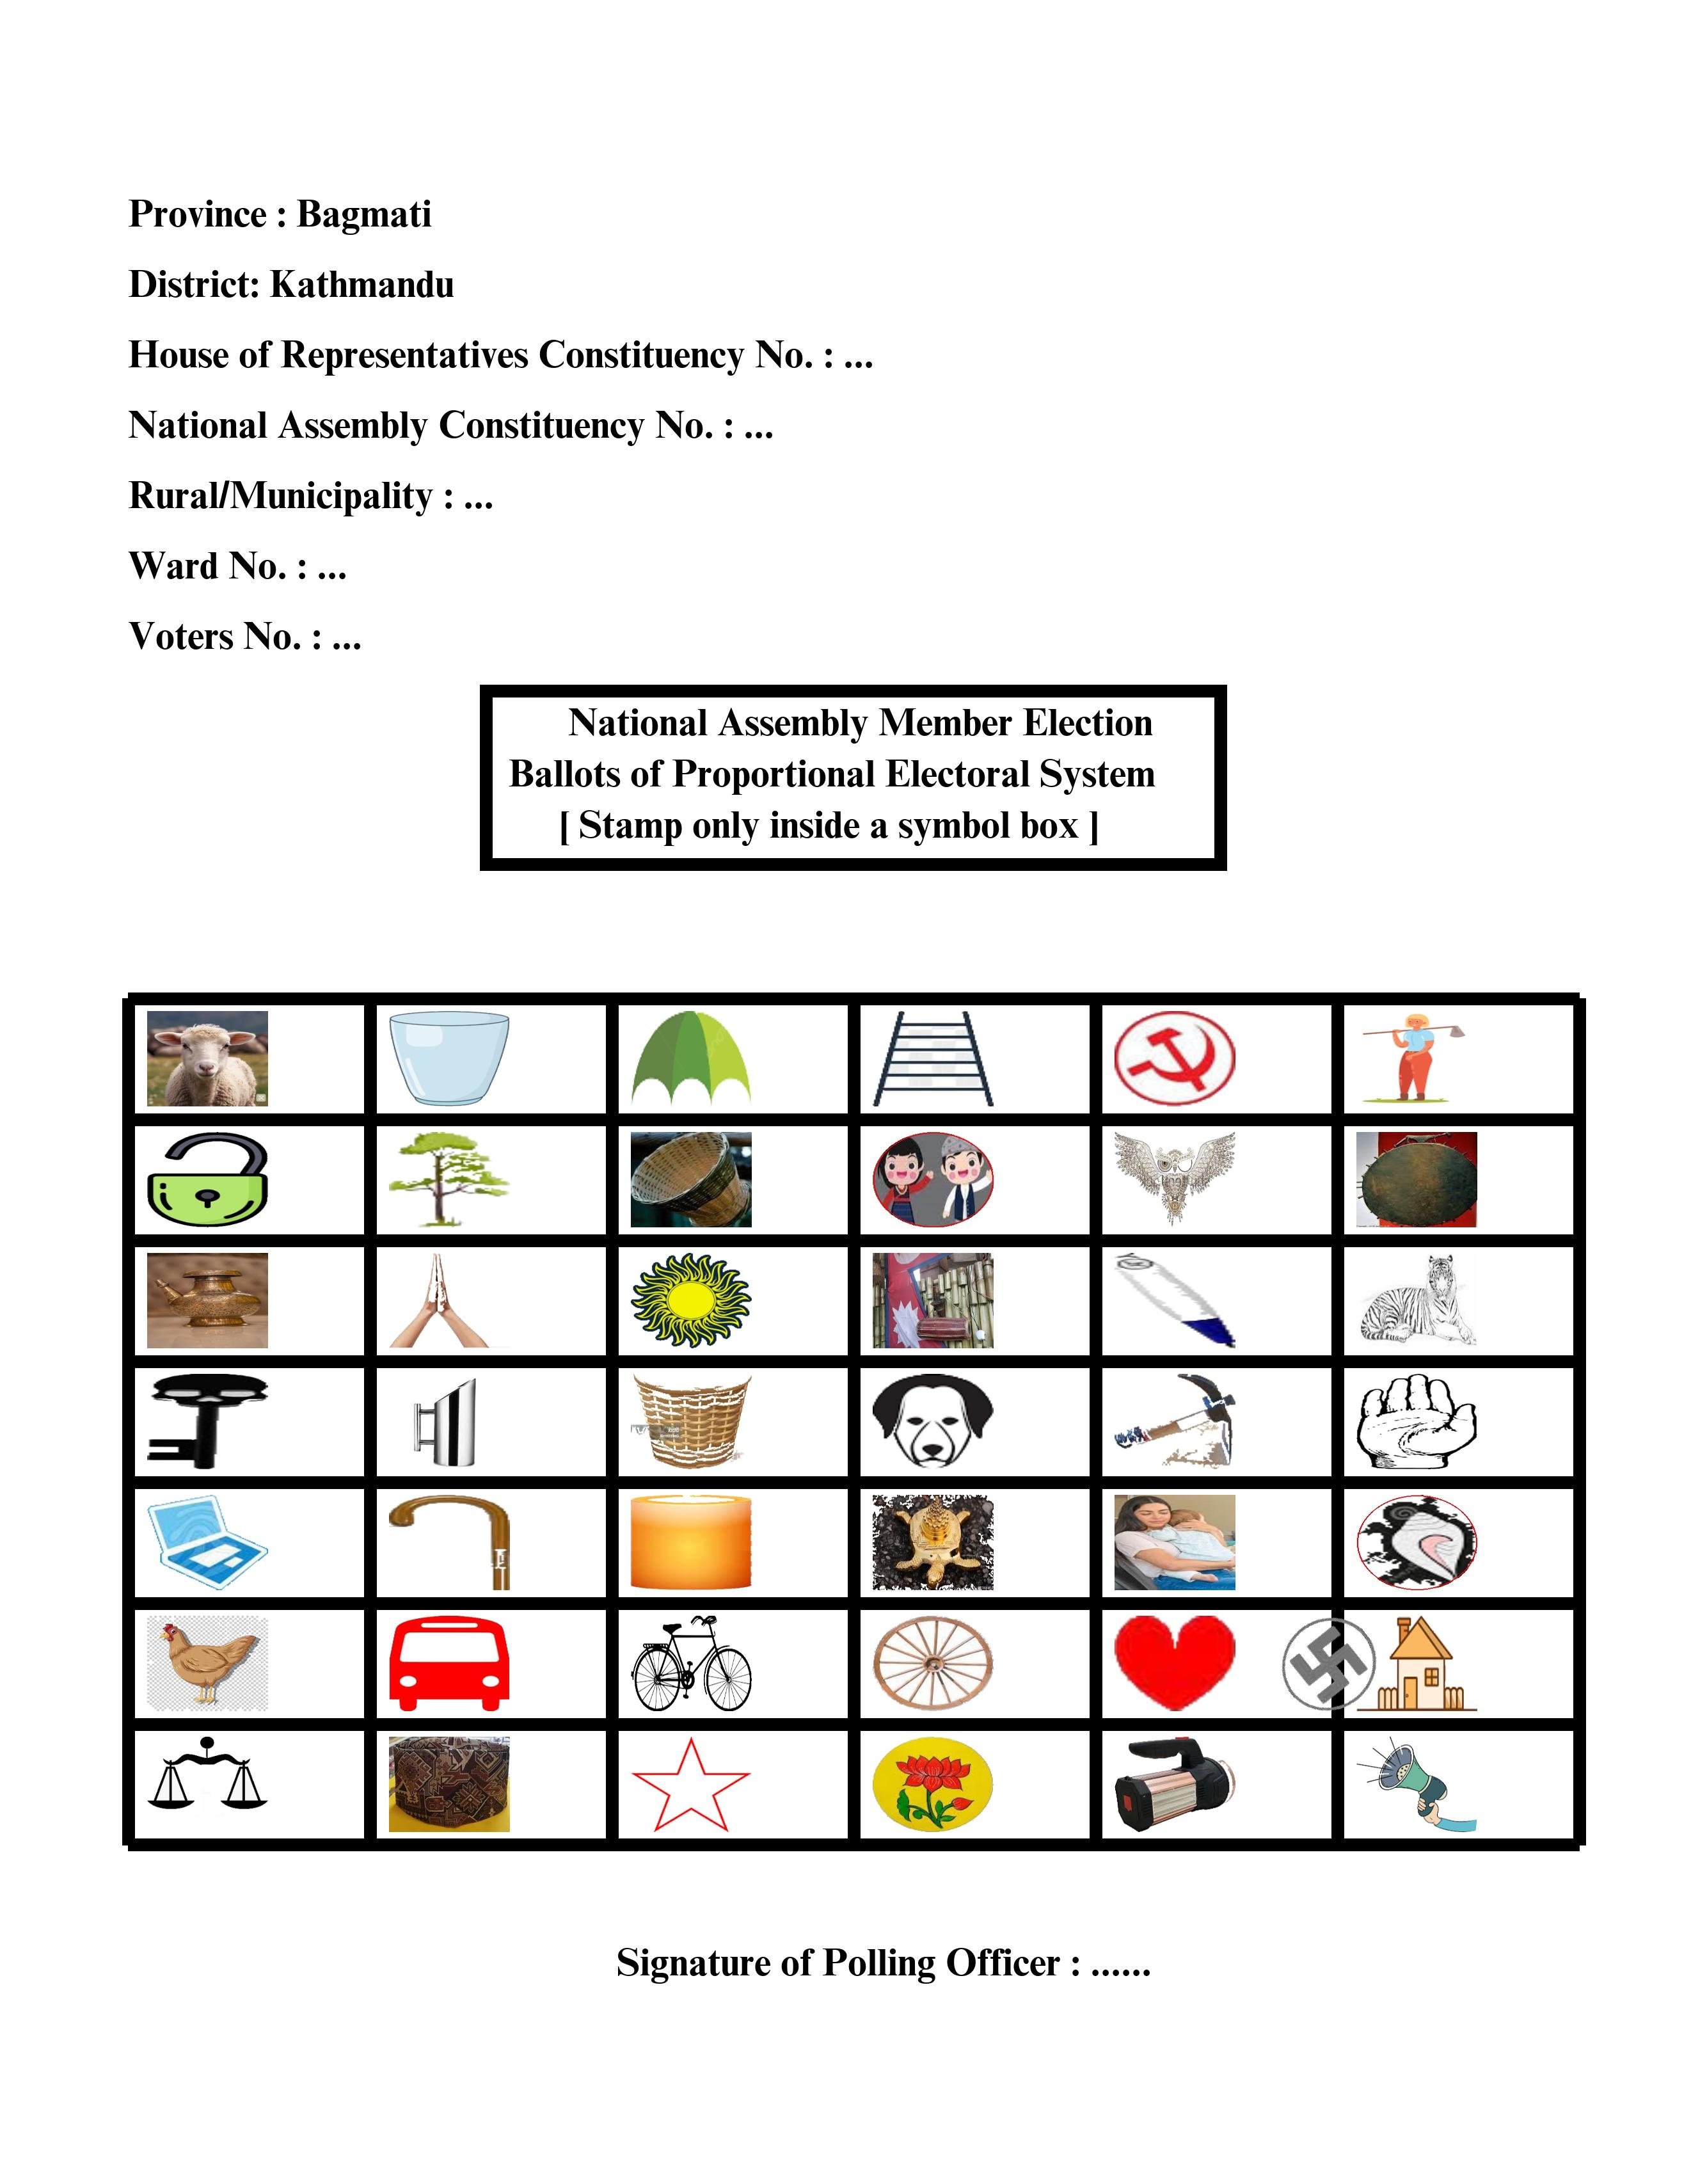 Province : Bagmati
District: Kathmandu
House of Representatives Constituency No. : ...
National Assembly Constituency No. : ...
Rural/Municipality : ...
Ward No. : ...
Voters No. : ...
National Assembly Member Election
Ballots of Proportional Electoral System
[ Stamp only inside a symbol box ]
Signature of Polling Officer : ......